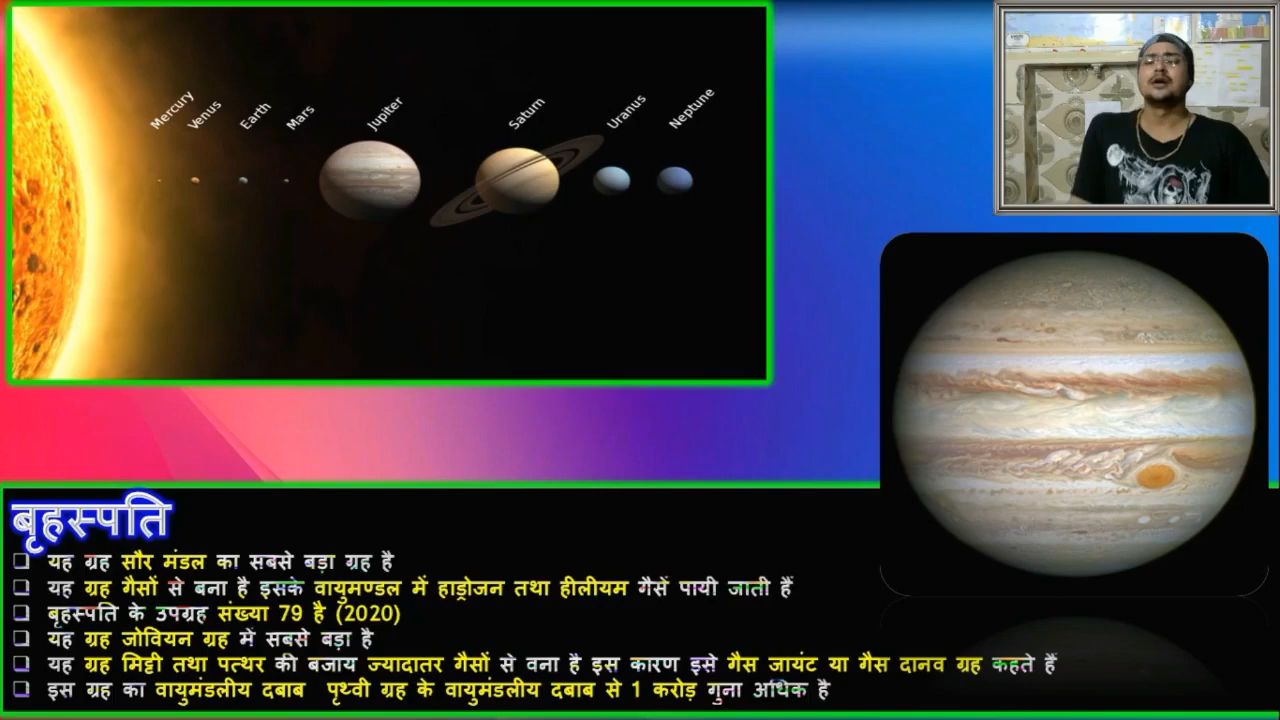 Mercury
Venus
Earth
Mars
Jupiter
Saturn
Uranus
Neptune
बृहस्पति
❑ यह ग्रह सौर मंडल का सबसे बड़ा ग्रह है
❑ यह ग्रह गैसों से बना है इसके वायुमण्डल में हाड्रोजन तथा हीलीयम गैसें पायी जाती हैं
❑ बृहस्पति के उपग्रह संख्या 79 है (2020)
❑ यह ग्रह जोवियन ग्रह में सबसे बड़ा है
❑ यह ग्रह मिट्टी तथा पत्थर की बजाय ज्यादातर गैसों से वना है इस कारण इसे गैस जायंट या गैस दानव ग्रह कहते हैं
❑ इस ग्रह का वायुमंडलीय दबाब पृथ्वी ग्रह के वायुमंडलीय दबाब से 1 करोड़ गुना अधिक है